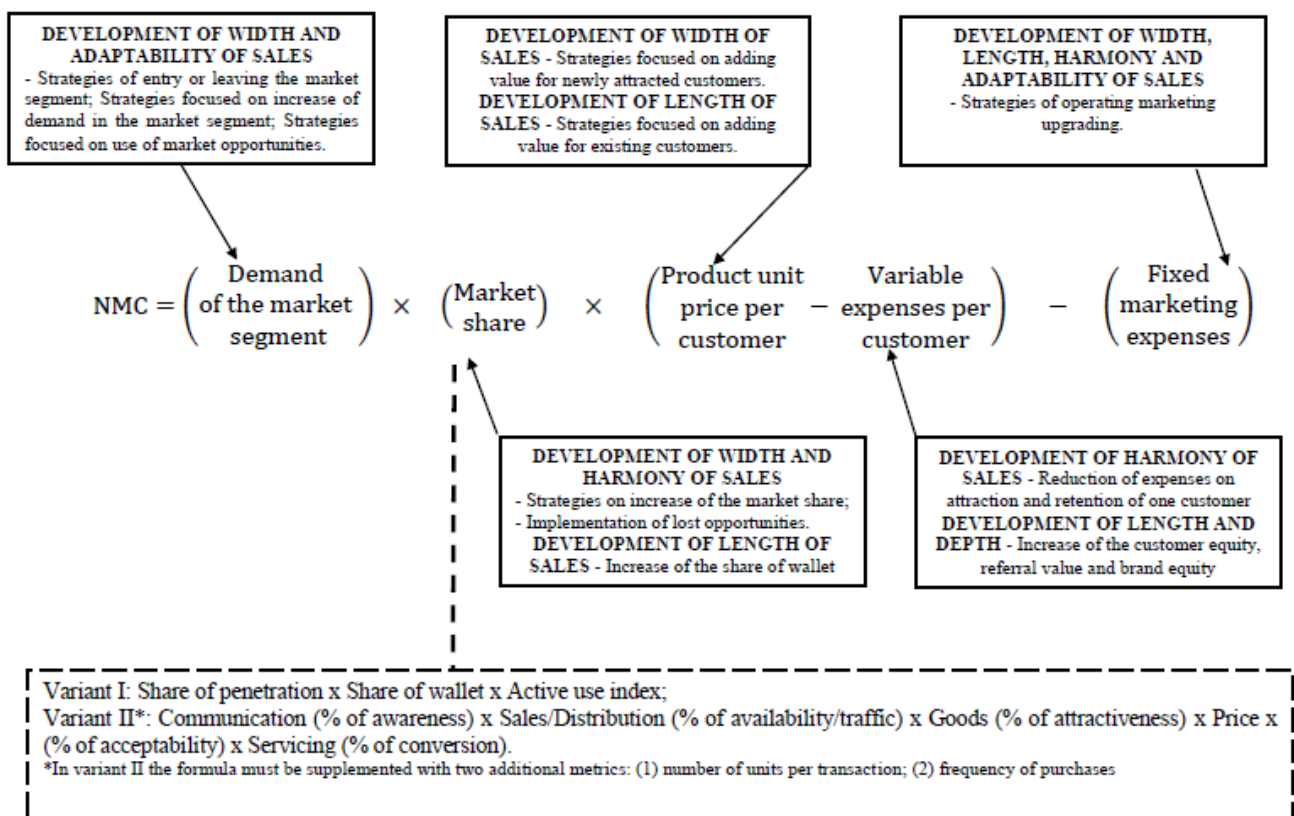 DEVELOPMENT OF WIDTH AND
ADAPTABILITY OF SALES
- Strategies of entry or leaving the market
segment; Strategies focused on increase of
demand in the market segment; Strategies
focused on use of market opportunities.
DEVELOPMENT OF WIDTH OF
SALES - Strategies focused on adding
value for newly attracted customers.
DEVELOPMENT OF LENGTH OF
SALES - Strategies focused on adding
value for existing customers.
DEVELOPMENT OF WIDTH,
LENGTH, HARMONY AND
ADAPTABILITY OF SALES
- Strategies of operating marketing
upgrading.
NMC = (Demand
of the market
segment) × (Market
share) × (Product unit
price per
customer − Variable
expenses per
customer) − (Fixed
marketing
expenses)
DEVELOPMENT OF WIDTH AND
HARMONY OF SALES
- Strategies on increase of the market share;
- Implementation of lost opportunities.
DEVELOPMENT OF LENGTH OF
SALES - Increase of the share of wallet
DEVELOPMENT OF HARMONY OF
SALES - Reduction of expenses on
attraction and retention of one customer
DEVELOPMENT OF LENGTH AND
DEPTH - Increase of the customer equity,
referral value and brand equity
Variant I: Share of penetration x Share of wallet x Active use index;
Variant II*: Communication (% of awareness) x Sales/Distribution (% of availability/traffic) x Goods (% of attractiveness) x Price x
(% of acceptability) x Servicing (% of conversion).
*In variant II the formula must be supplemented with two additional metrics: (1) number of units per transaction; (2) frequency of purchases